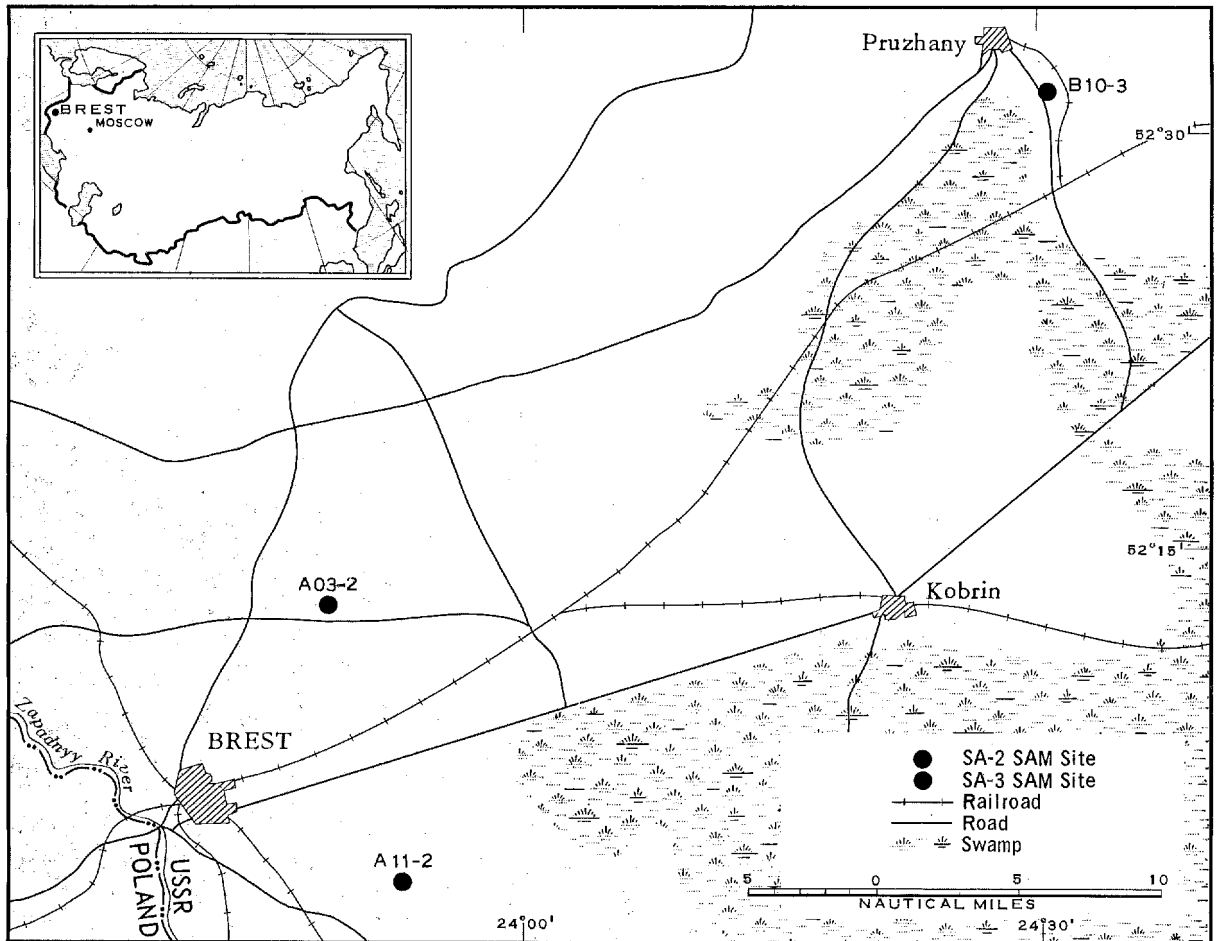 Pruzhany
B10-3
BREST
MOSCOW
52°30'
52°15'
A03-2
Kobrin
Zapadnyy River
BREST
SA-2 SAM Site
SA-3 SAM Site
Railroad
Road
Swamp
A11-2
USSR
POLAND
5 0 5 10
NAUTICAL MILES
24°00'
24°30'